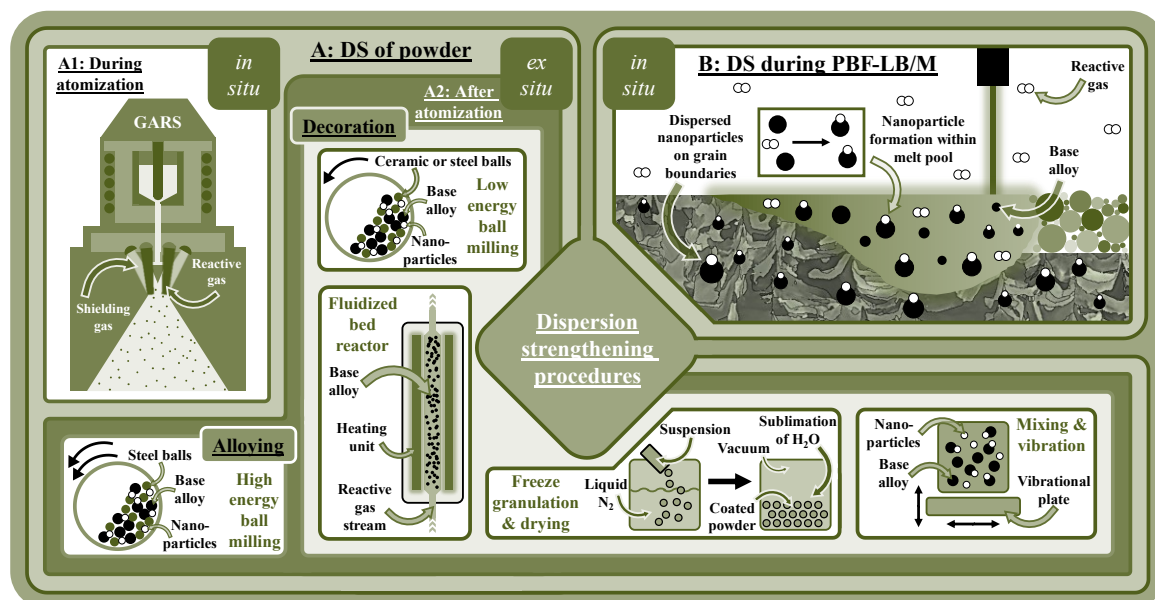 A1: During
atomization
in
situ
A: DS of powder
ex
situ
GARS
Reactive
gas
Shielding
gas
A2: After
atomization
Decoration
Ceramic or steel balls
Base
alloy
Nano-
particles
Low
energy
ball
milling
Fluidized
bed
reactor
Base
alloy
Heating
unit
Reactive
gas stream
Alloying
Steel balls
Base
alloy
Nano-
particles
High
energy
ball
milling
Dispersion
strengthening
procedures
in
situ
B: DS during PBF-LB/M
Reactive
gas
Dispersed
nanoparticles
on grain
boundaries
Nanoparticle
formation within
melt pool
Base
alloy
Freeze
granulation
& drying
Suspension
Liquid
N2
Sublimation
of H2O
Vacuum
Coated
powder
Nano-
particles
Base
alloy
Mixing &
vibration
Vibrational
plate